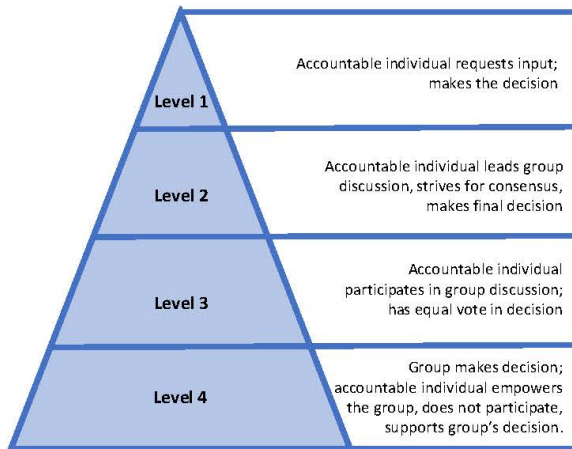 Level 1
Accountable individual requests input;
makes the decision
Level 2
Accountable individual leads group
discussion, strives for consensus,
makes final decision
Level 3
Accountable individual
participates in group discussion;
has equal vote in decision
Level 4
Group makes decision;
accountable individual empowers
the group, does not participate,
supports group's decision.